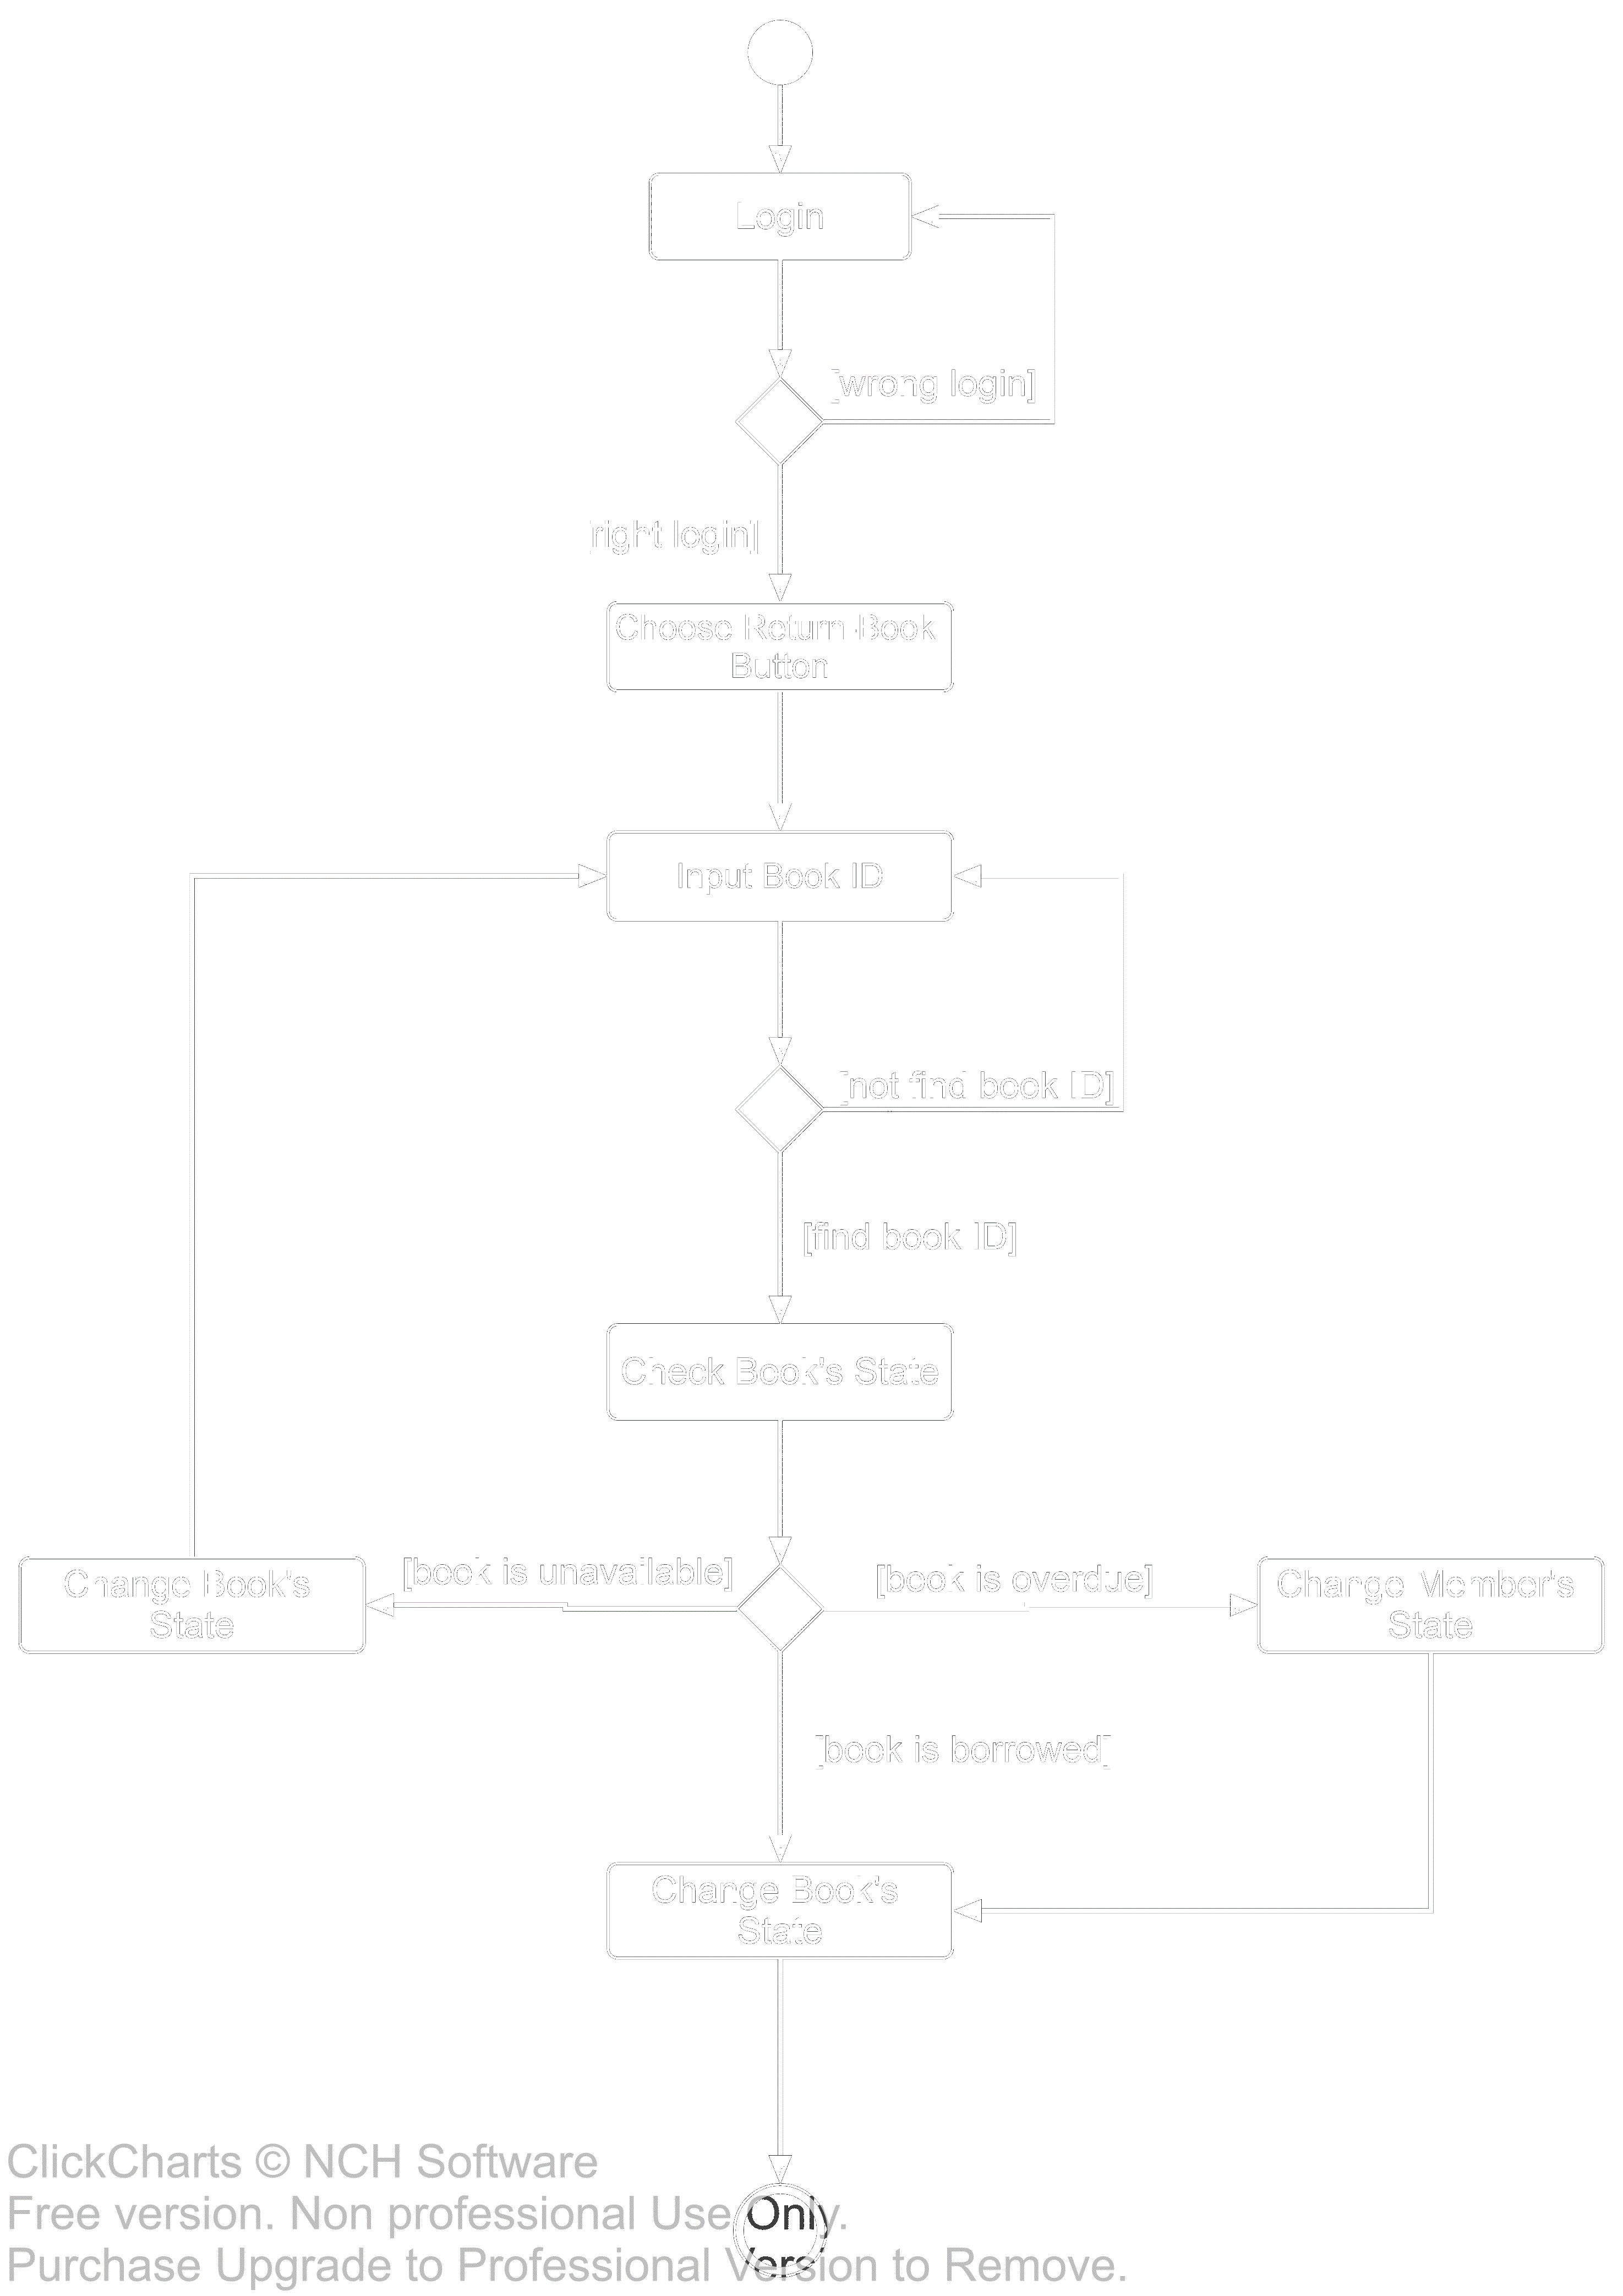 Login
[wrong login]
[right login]
Choose Return-Book
Button
Input Book ID
[not find book ID]
[find book ID]
Check Book's State
[book is unavailable]
[book is overdue]
Change Book's
State
Change Member's
State
[book is borrowed]
Change Book's
State
ClickCharts © NCH Software
Free version. Non professional Use Only.
Purchase Upgrade to Professional Version to Remove.